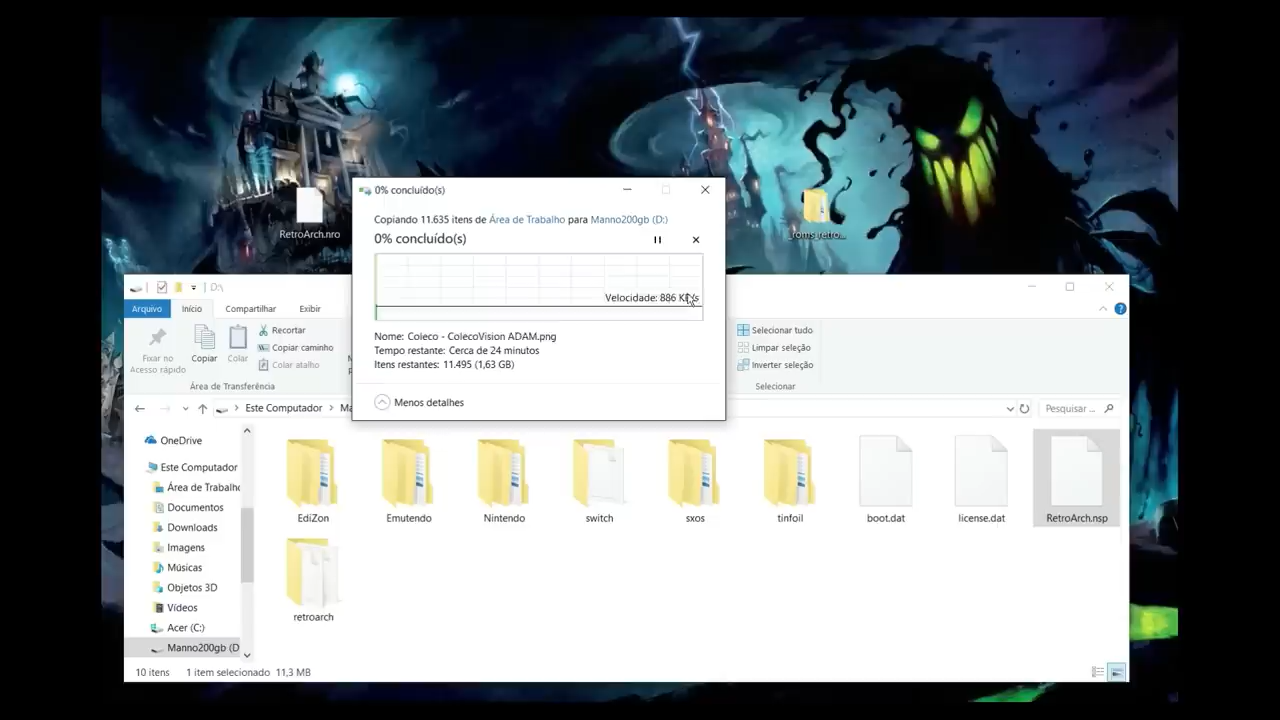 RetroArch.nro
_roms_retro...
0% concluído(s)
Copiando 11.635 itens de Área de Trabalho para Manno200gb (D:)
0% concluído(s)
Velocidade: 886 KB/s
Nome: Coleco - ColecoVision ADAM.png
Tempo restante: Cerca de 24 minutos
Itens restantes: 11.495 (1,63 GB)
Menos detalhes
D:\
Arquivo Início Compartilhar Exibir
Fixar no
Acesso rápido
Copiar
Colar
Recortar
Copiar caminho
Colar atalho
Área de Transferência
Selecionar tudo
Limpar seleção
Inverter seleção
Selecionar
Este Computador > Ma
Pesquisar ...
OneDrive
Este Computador
Área de Trabalho
Documentos
Downloads
Imagens
Músicas
Objetos 3D
Vídeos
Acer (C:)
Manno200gb (D
EdiZon
Emutendo
Nintendo
switch
sxos
tinfoil
boot.dat
license.dat
RetroArch.nsp
retroarch
10 itens 1 item selecionado 11,3 MB